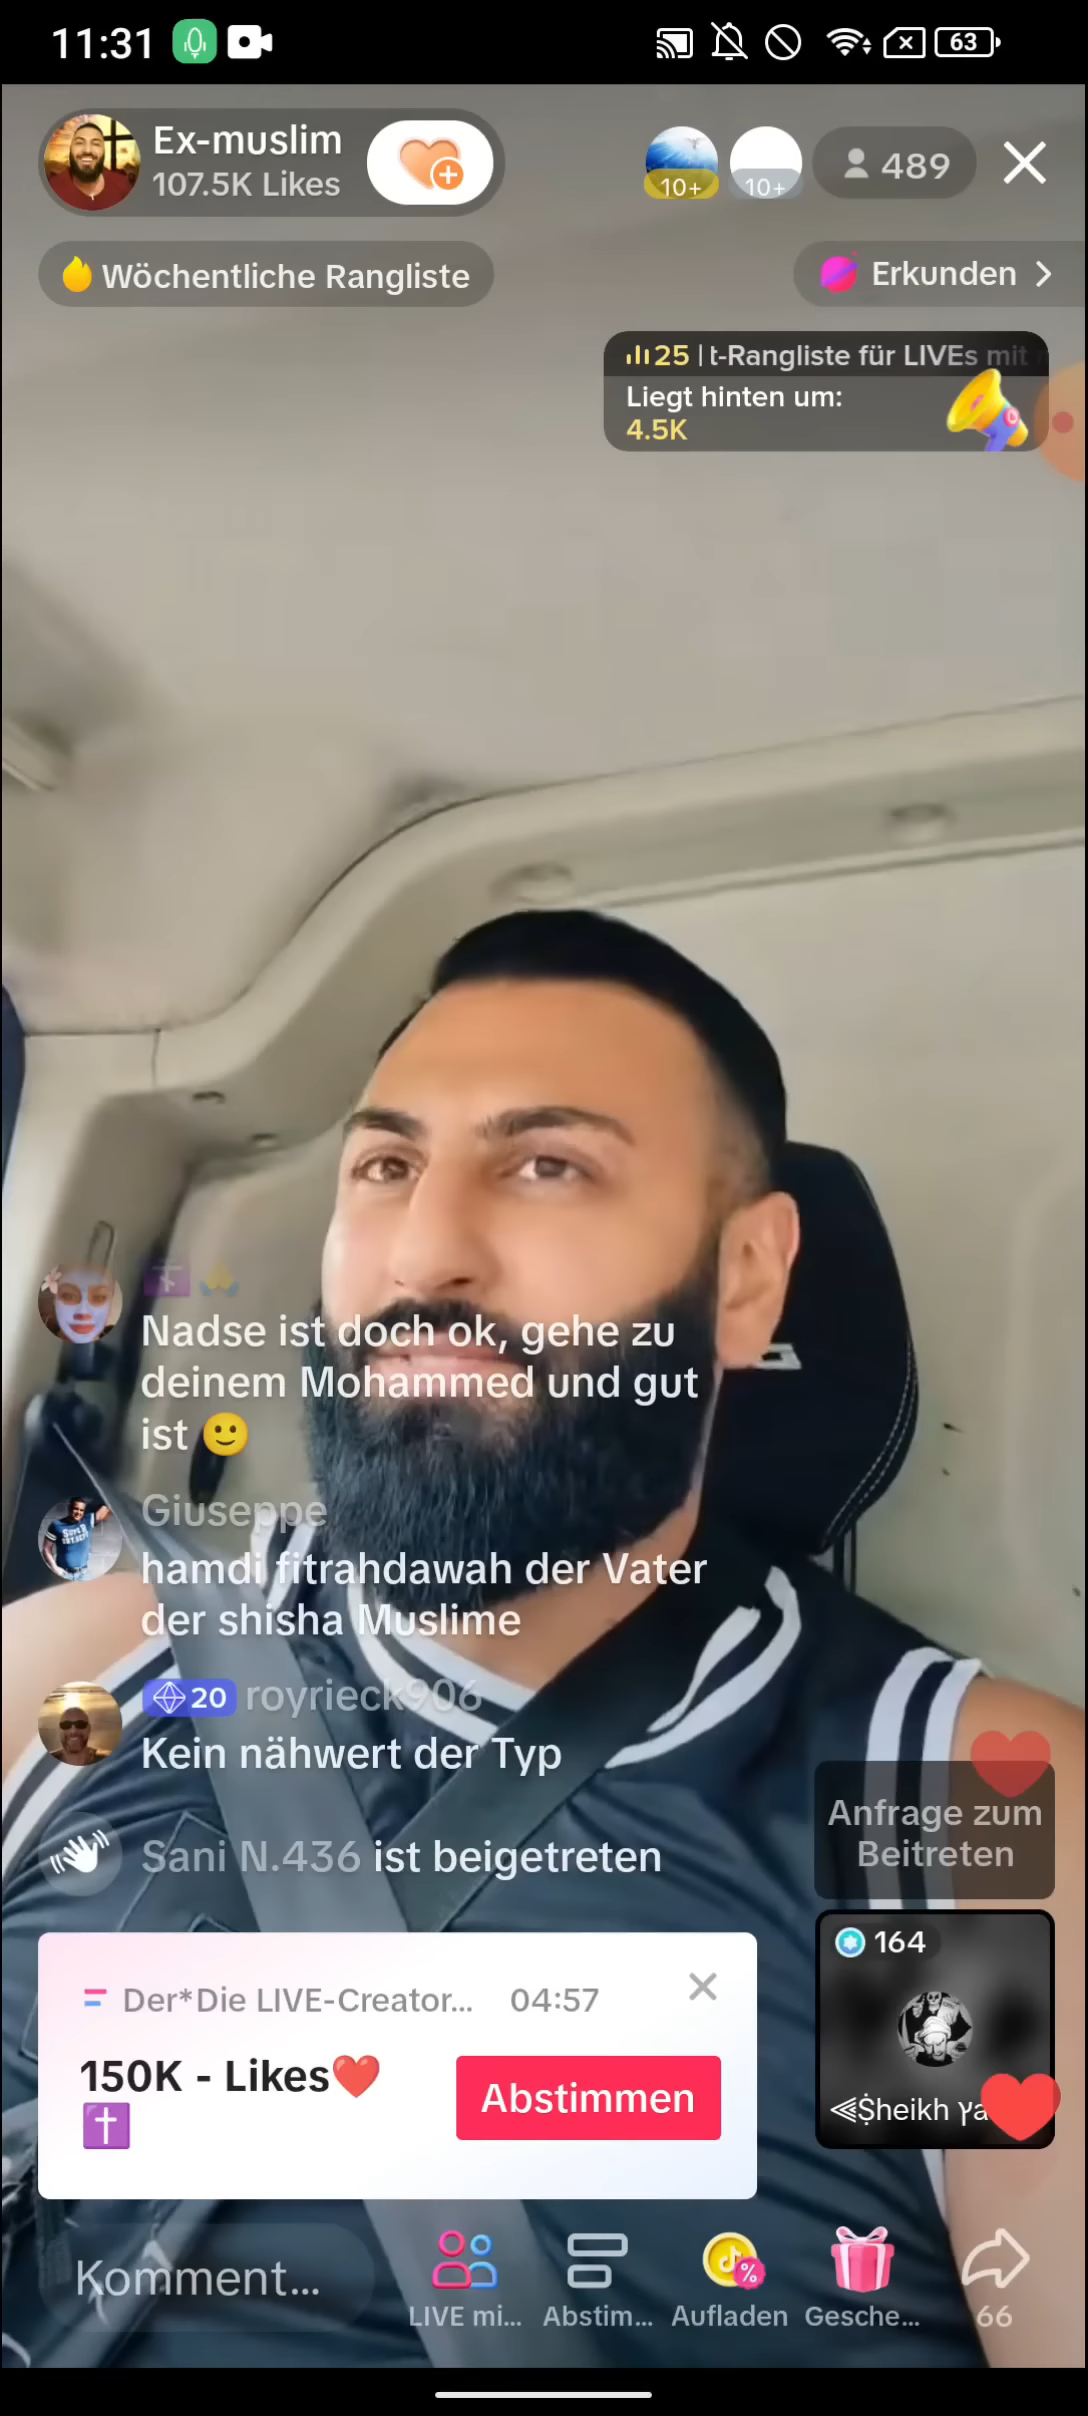 11:31
63
Ex-muslim
107.5K Likes
10+
10+
489
Wöchentliche Rangliste
Erkunden
25 | t-Rangliste für LIVEs mit
Liegt hinten um:
4.5K
Nadse ist doch ok, gehe zu
deinem Mohammed und gut
ist 🙂
Giuseppe
hamdi fitrahdawah der Vater
der shisha Muslime
20 royrieck906
Kein nähwert der Typ
Sani N.436 ist beigetreten
Anfrage zum
Beitreten
164
Der*Die LIVE-Creator... 04:57
150K - Likes❤️
✝️
Abstimmen
Komment...
LIVE mi...
Abstim...
Aufladen
Gesche...
66